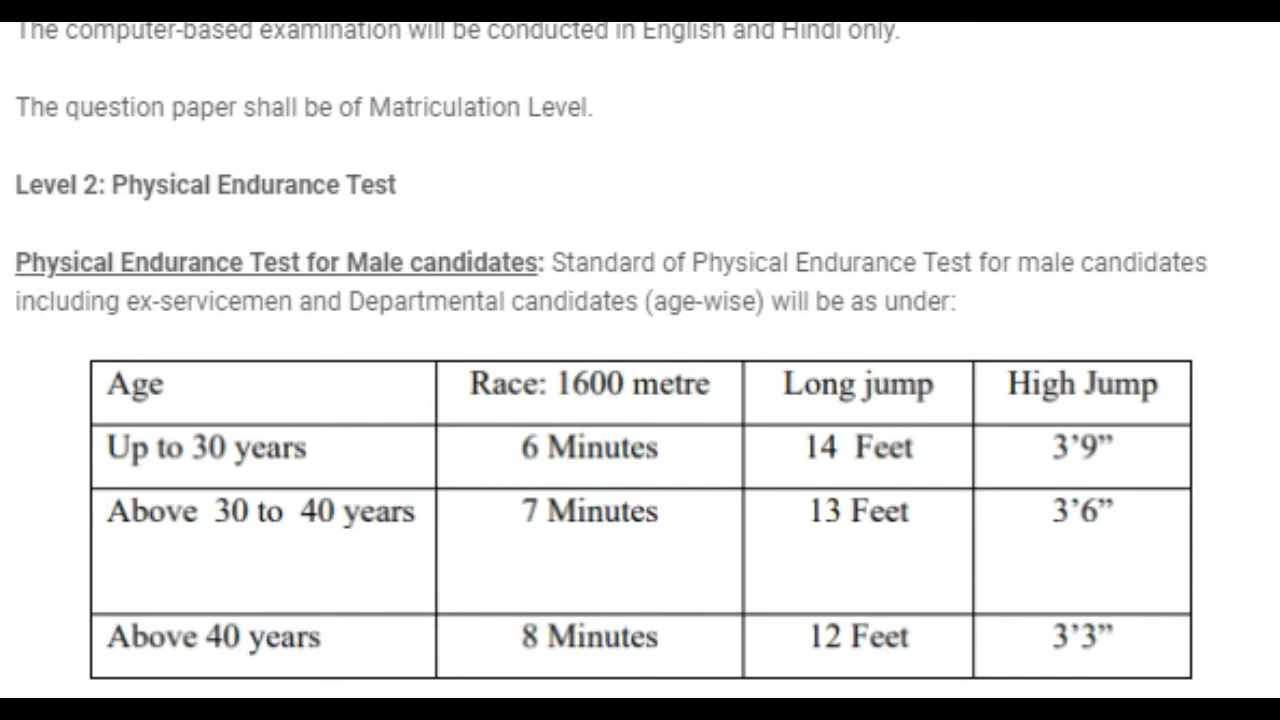 The computer-based examination will be conducted in English and Hindi only.
The question paper shall be of Matriculation Level.
Level 2: Physical Endurance Test
Physical Endurance Test for Male candidates: Standard of Physical Endurance Test for male candidates
including ex-servicemen and Departmental candidates (age-wise) will be as under:
Age Race: 1600 metre Long jump High Jump
Up to 30 years 6 Minutes 14 Feet 3’9”
Above 30 to 40 years 7 Minutes 13 Feet 3’6”
Above 40 years 8 Minutes 12 Feet 3’3”